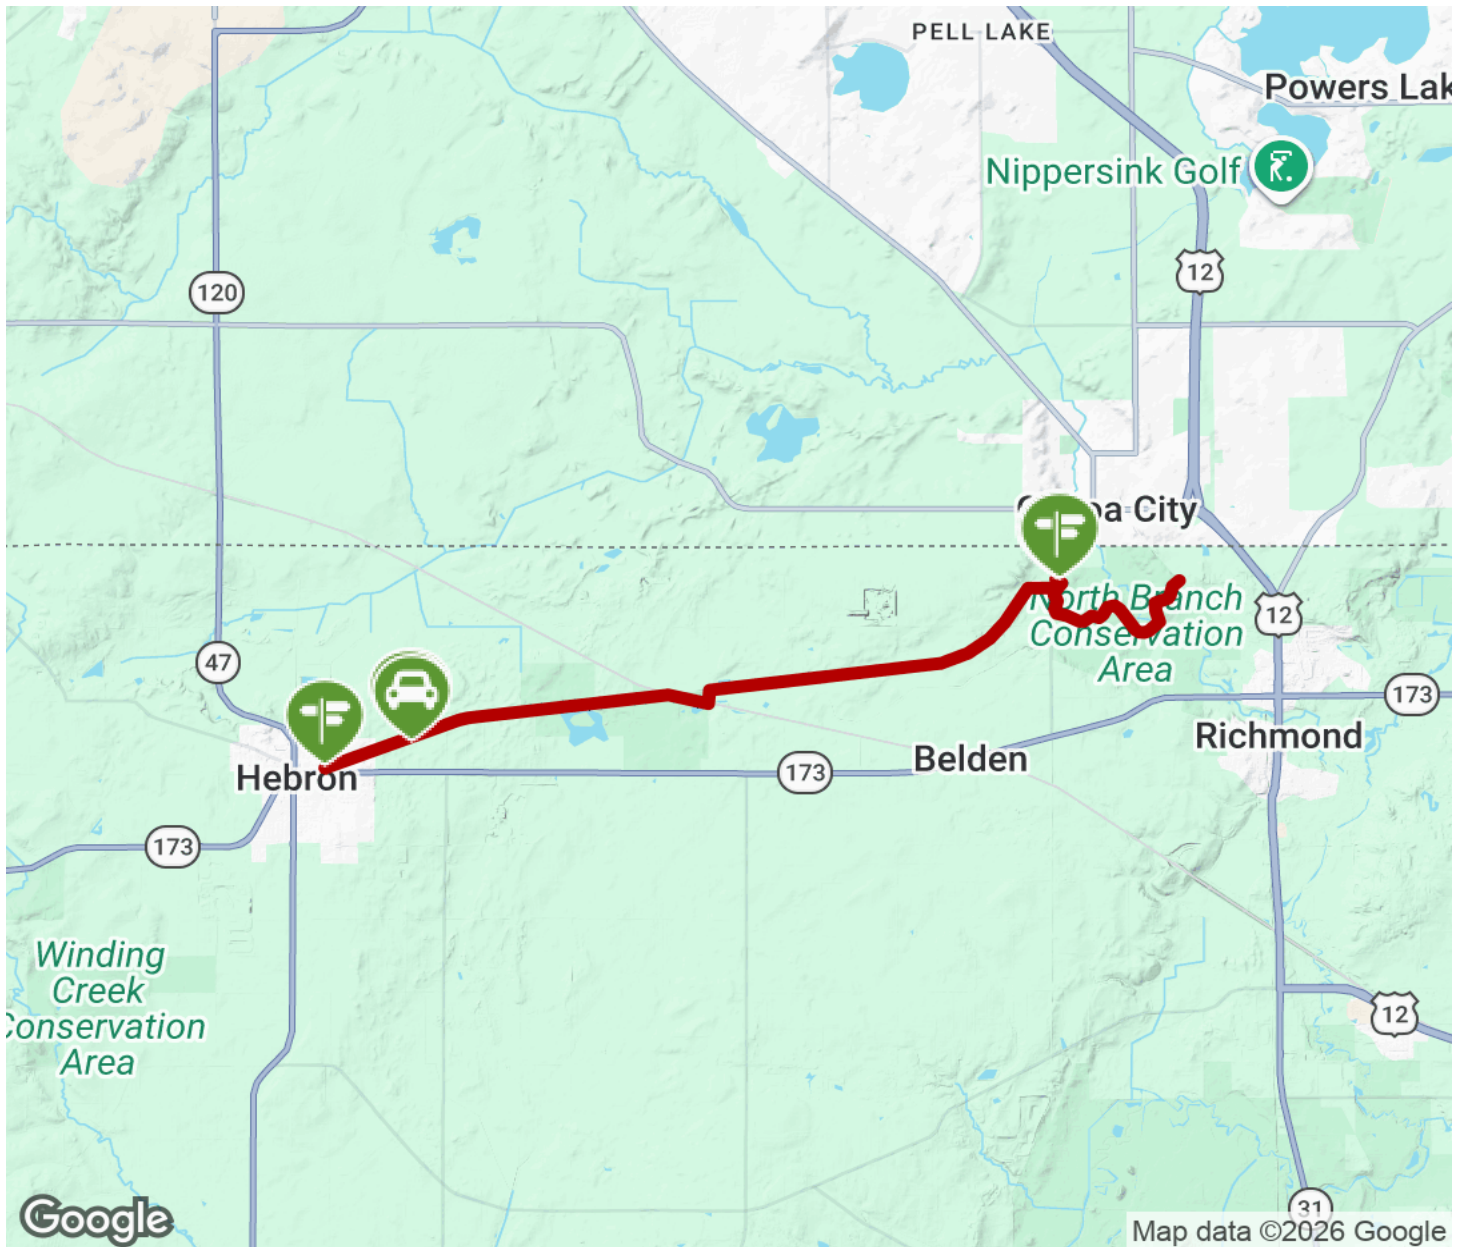 PELL LAKE
Powers Lak
Nippersink Golf
12
120
City
North Branch
Conservation
Area
12
47
173
Richmond
Belden
173
Hebron
173
Winding
Creek
Conservation
Area
12
31
Google
Map data ©2026 Google